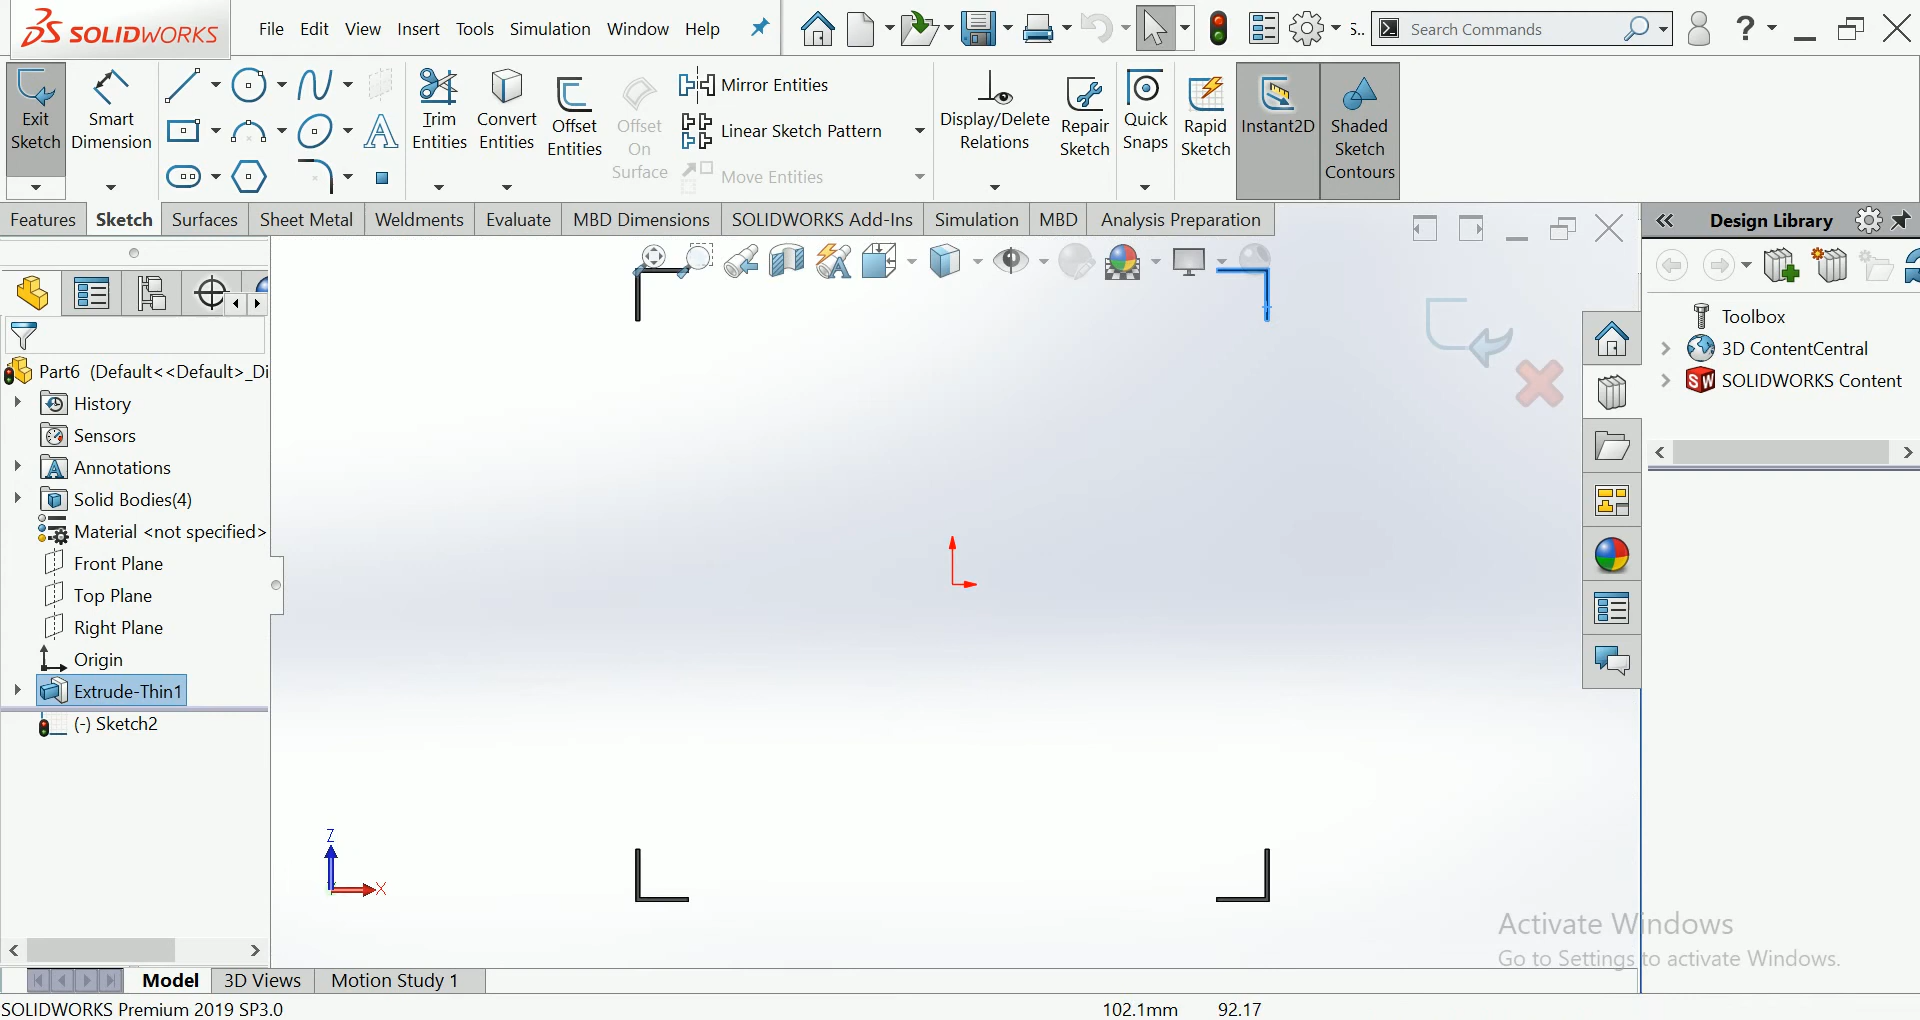 SOLIDWORKS
File Edit View Insert Tools Simulation Window Help
S..
Search Commands
?
Exit Sketch
Smart Dimension
Trim Entities
Convert Entities
Offset Entities
Offset On Surface
Mirror Entities
Linear Sketch Pattern
Move Entities
Display/Delete Relations
Repair Sketch
Quick Snaps
Rapid Sketch
Instant2D
Shaded Sketch Contours
Features Sketch Surfaces Sheet Metal Weldments Evaluate MBD Dimensions SOLIDWORKS Add-Ins Simulation MBD Analysis Preparation
Design Library
Toolbox
3D ContentCentral
SOLIDWORKS Content
Part6 (Default<<Default>_Di
History
Sensors
Annotations
Solid Bodies(4)
Material <not specified>
Front Plane
Top Plane
Right Plane
Origin
Extrude-Thin1
(-) Sketch2
Z
X
Activate Windows
Go to Settings to activate Windows.
Model 3D Views Motion Study 1
SOLIDWORKS Premium 2019 SP3.0
102.1mm 92.17